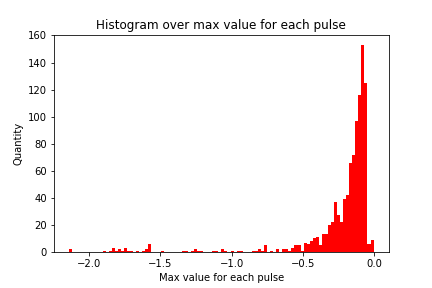 Histogram over max value for each pulse
160
140
120
100
80
60
40
20
0
Quantity
−2.0 −1.5 −1.0 −0.5 0.0
Max value for each pulse